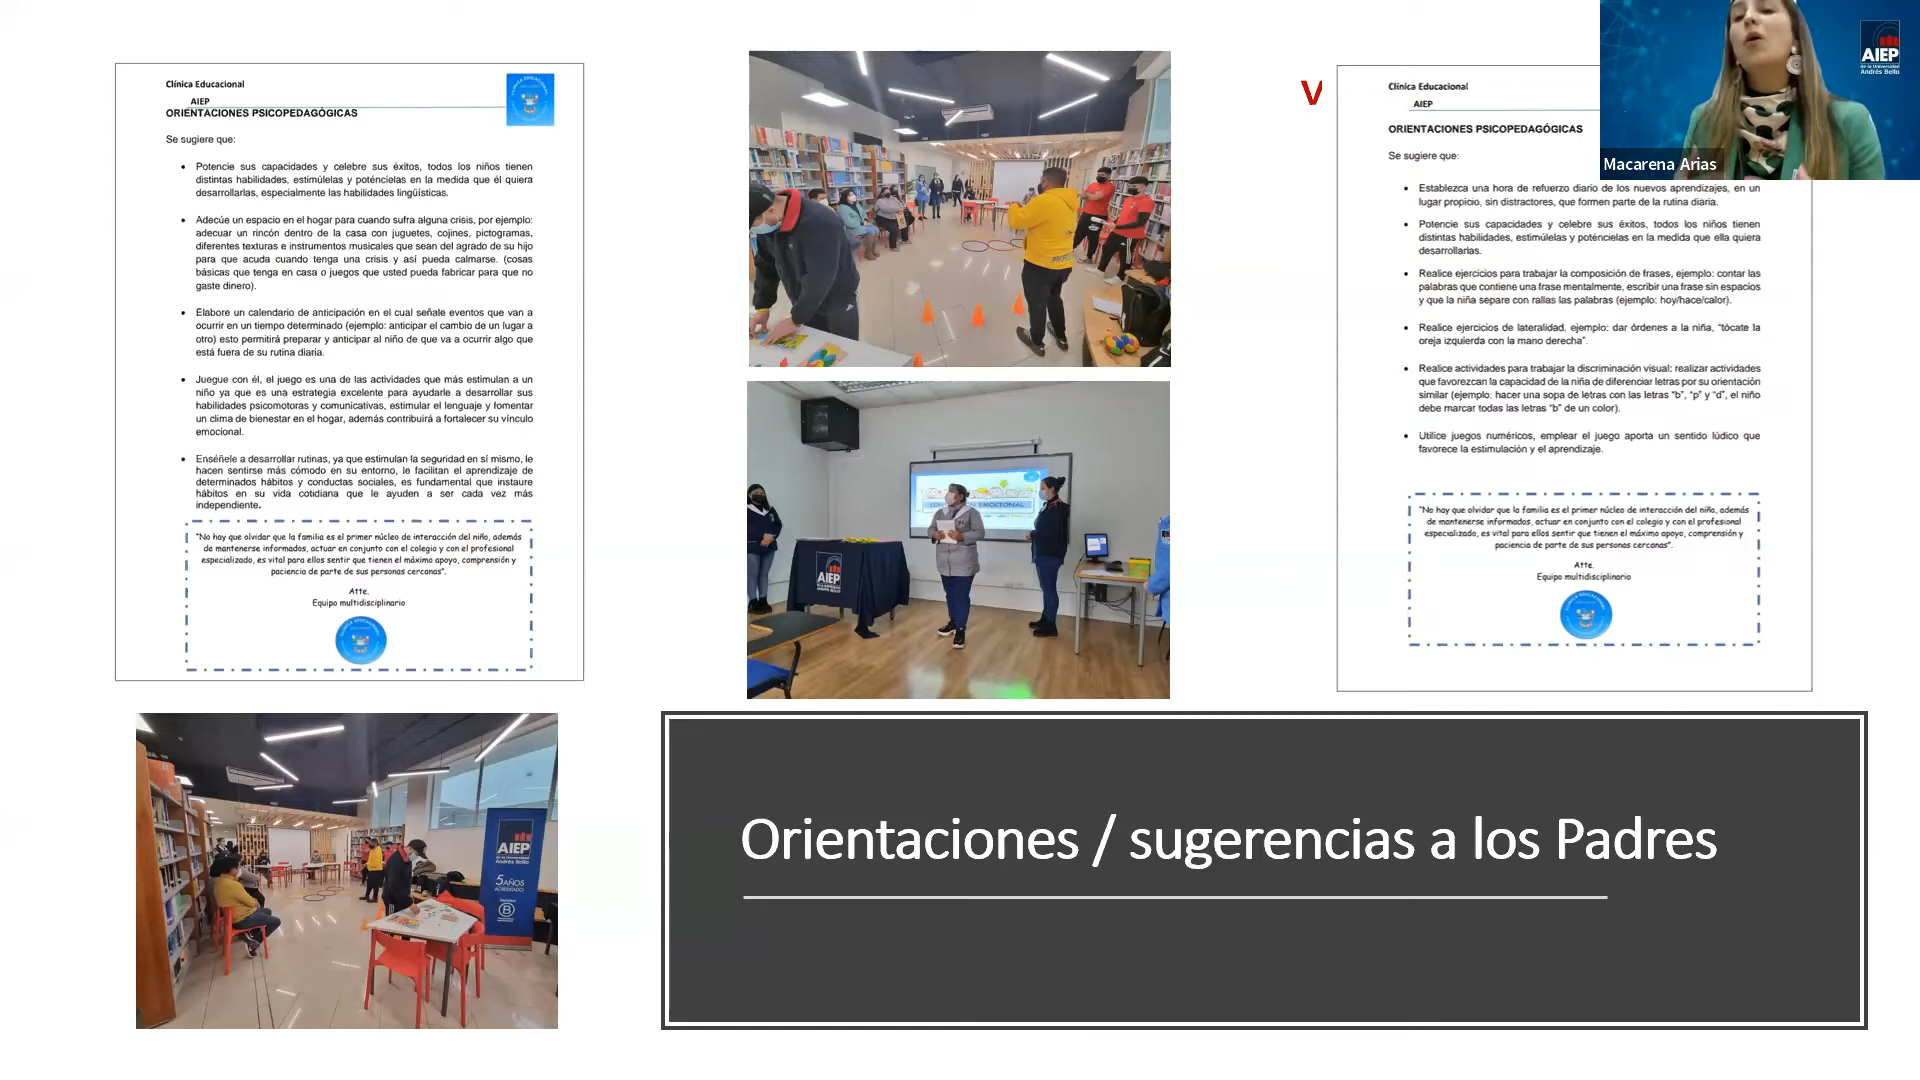 Clínica Educacional
AIEP
ORIENTACIONES PSICOPEDAGÓGICAS
Se sugiere que:
• Potencie sus capacidades y celebre sus éxitos, todos los niños tienen
distintas habilidades, estimúlelas y poténcielas en la medida que él quiera
desarrollarlas, especialmente las habilidades lingüísticas.
• Adecúe un espacio en el hogar para cuando sufra alguna crisis, por ejemplo:
adecuar un rincón dentro de la casa con juguetes, cojines, pictogramas,
diferentes texturas e instrumentos musicales que sean del agrado de su hijo
para que acuda cuando tenga una crisis y así pueda calmarse. (cosas
básicas que tenga en casa o juegos que usted pueda fabricar para que no
gaste dinero).
• Elabore un calendario de anticipación en el cual señale eventos que van a
ocurrir en un tiempo determinado (ejemplo: anticipar el cambio de un lugar a
otro) esto permitirá preparar y anticipar al niño de que va a ocurrir algo que
está fuera de su rutina diaria.
• Juegue con él, el juego es una de las actividades que más estimulan a un
niño ya que es una estrategia excelente para ayudarle a desarrollar sus
habilidades psicomotoras y comunicativas, estimular el lenguaje y fomentar
un clima de bienestar en el hogar, además contribuirá a fortalecer su vínculo
emocional.
• Enséñele a desarrollar rutinas, ya que estimulan la seguridad en sí mismo, le
hacen sentirse más cómodo en su entorno, le facilitan el aprendizaje de
determinados hábitos y conductas sociales, es fundamental que instaure
hábitos en su vida cotidiana que le ayuden a ser cada vez más
independiente.
"No hay que olvidar que la familia es el primer núcleo de interacción del niño, además
de mantenerse informados, actuar en conjunto con el colegio y con el profesional
especializado, es vital para ellos sentir que tienen el máximo apoyo, comprensión y
paciencia de parte de sus personas cercanas".
Atte.
Equipo multidisciplinario
EMOCIONAL
AIEP
V
Clínica Educacional
AIEP
ORIENTACIONES PSICOPEDAGÓGICAS
Se sugiere que:
• Establezca una hora de refuerzo diario de los nuevos aprendizajes, en un
lugar propicio, sin distractores, que formen parte de la rutina diaria.
• Potencie sus capacidades y celebre sus éxitos, todos los niños tienen
distintas habilidades, estimúlelas y poténcielas en la medida que ella quiera
desarrollarlas.
• Realice ejercicios para trabajar la composición de frases, ejemplo: contar las
palabras que contiene una frase mentalmente, escribir una frase sin espacios
y que la niña separe con rallas las palabras (ejemplo: hoy/hace/calor).
• Realice ejercicios de lateralidad, ejemplo: dar órdenes a la niña, "tócate la
oreja izquierda con la mano derecha".
• Realice actividades para trabajar la discriminación visual: realizar actividades
que favorezcan la capacidad de la niña de diferenciar letras por su orientación
similar (ejemplo: hacer una sopa de letras con las letras "b", "p" y "d", el niño
debe marcar todas las letras "b" de un color).
• Utilice juegos numéricos, emplear el juego aporta un sentido lúdico que
favorece la estimulación y el aprendizaje.
"No hay que olvidar que la familia es el primer núcleo de interacción del niño, además
de mantenerse informados, actuar en conjunto con el colegio y con el profesional
especializado, es vital para ellos sentir que tienen el máximo apoyo, comprensión y
paciencia de parte de sus personas cercanas".
Atte.
Equipo multidisciplinario
AIEP
de la Universidad
Andrés Bello
Macarena Arias
AIEP
de la Universidad
Andrés Bello
5 AÑOS
ACREDITADO
B
Orientaciones / sugerencias a los Padres